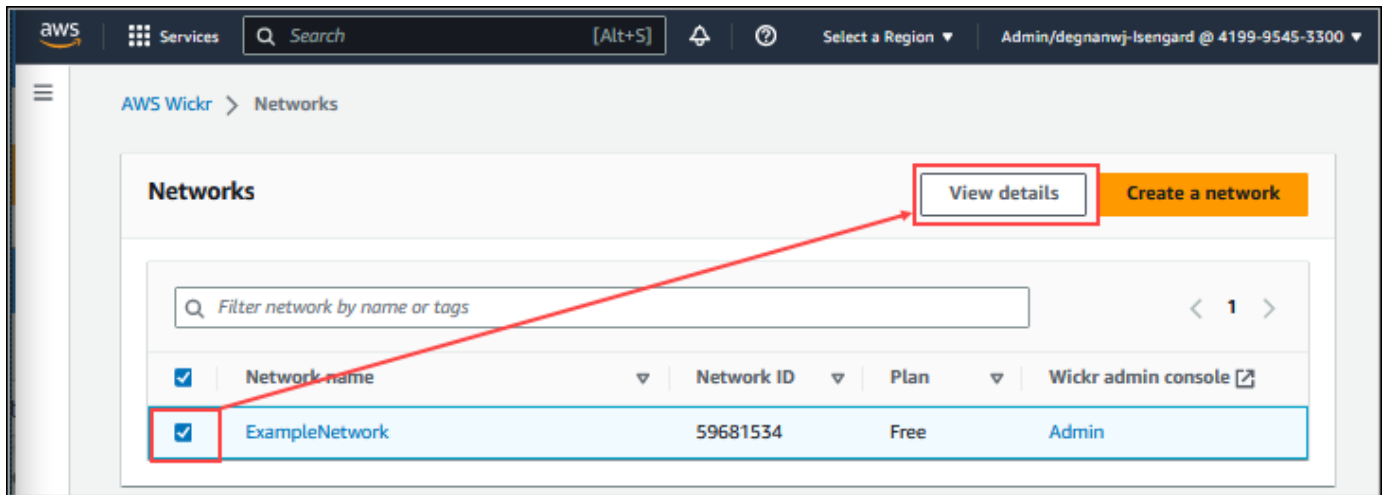 aws Services Search [Alt+S] Select a Region Admin/degnanwj-Isengard @ 4199-9545-3300
AWS Wickr > Networks
Networks View details Create a network
Filter network by name or tags < 1 >
Network name Network ID Plan Wickr admin console
ExampleNetwork 59681534 Free Admin